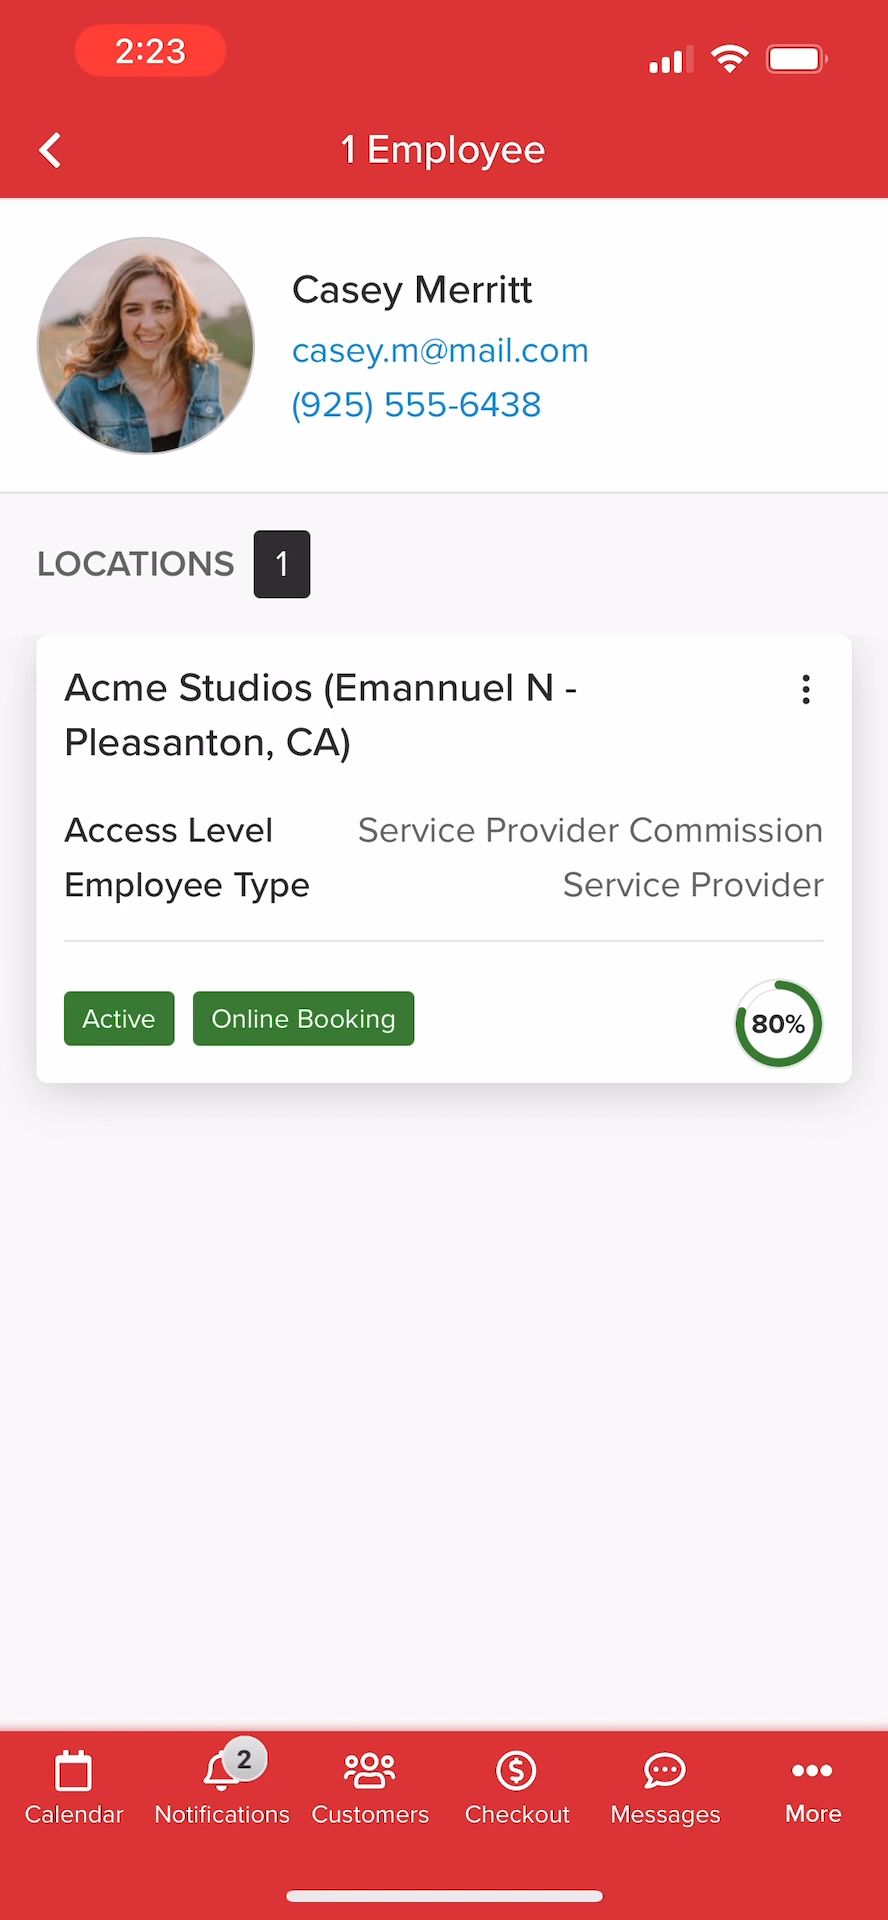 2:23
1 Employee
Casey Merritt
casey.m@mail.com
(925) 555-6438
LOCATIONS 1
Acme Studios (Emannuel N -
Pleasanton, CA)
Access Level Service Provider Commission
Employee Type Service Provider
Active Online Booking 80%
2
Calendar Notifications Customers Checkout Messages More